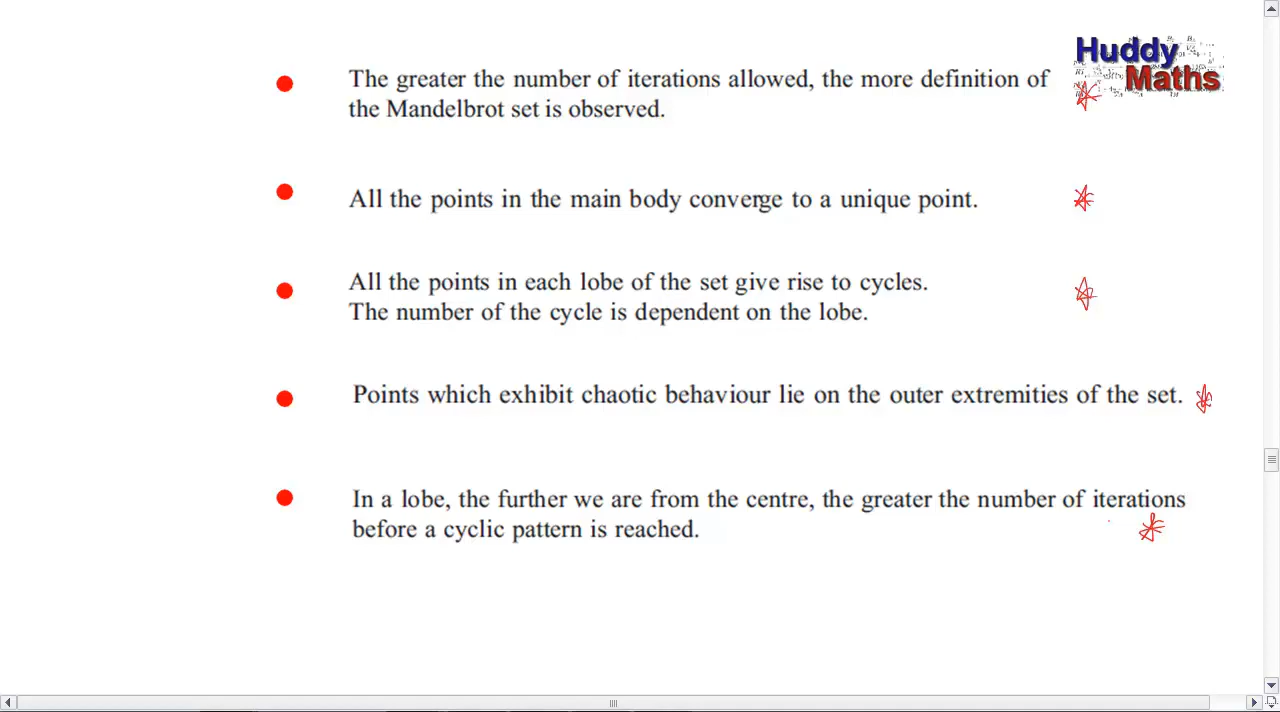 Huddy
Maths
The greater the number of iterations allowed, the more definition of
the Mandelbrot set is observed.
All the points in the main body converge to a unique point.
All the points in each lobe of the set give rise to cycles.
The number of the cycle is dependent on the lobe.
Points which exhibit chaotic behaviour lie on the outer extremities of the set.
In a lobe, the further we are from the centre, the greater the number of iterations
before a cyclic pattern is reached.